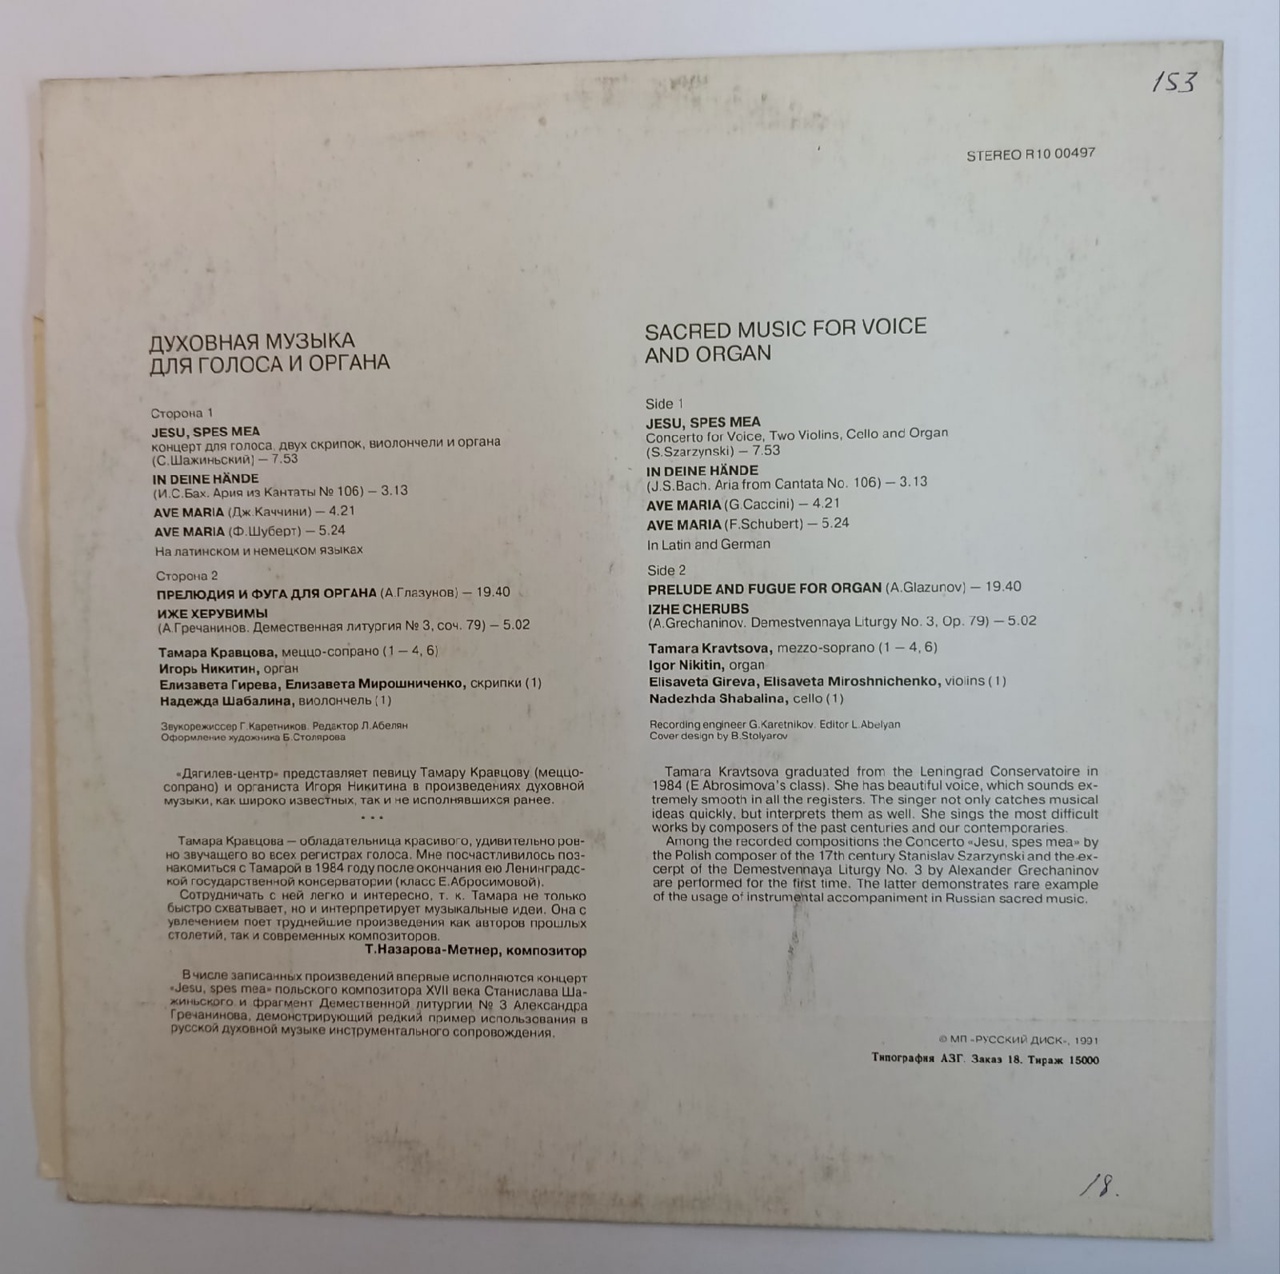 153
STEREO R10 00497
ДУХОВНАЯ МУЗЫКА
ДЛЯ ГОЛОСА И ОРГАНА
Сторона 1
JESU, SPES MEA
концерт для голоса, двух скрипок, виолончели и органа
(С.Шажиньский) — 7.53
IN DEINE HÄNDE
(И.С.Бах. Ария из Кантаты № 106) — 3.13
AVE MARIA (Дж.Каччини) — 4.21
AVE MARIA (Ф.Шуберт) — 5.24
На латинском и немецком языках
Сторона 2
ПРЕЛЮДИЯ И ФУГА ДЛЯ ОРГАНА (А.Глазунов) — 19.40
ИЖЕ ХЕРУВИМЫ
(А.Гречанинов. Демественная литургия № 3, соч. 79) — 5.02
Тамара Кравцова, меццо-сопрано (1 — 4, 6)
Игорь Никитин, орган
Елизавета Гирева, Елизавета Мирошниченко, скрипки (1)
Надежда Шабалина, виолончель (1)
Звукорежиссер Г.Каретников. Редактор Л.Абелян
Оформление художника Б.Столярова
«Дягилев-центр» представляет певицу Тамару Кравцову (меццо-
сопрано) и органиста Игоря Никитина в произведениях духовной
музыки, как широко известных, так и не исполнявшихся ранее.
• • •
Тамара Кравцова — обладательница красивого, удивительно ров-
но звучащего во всех регистрах голоса. Мне посчастливилось поз-
накомиться с Тамарой в 1984 году после окончания ею Ленинградс-
кой государственной консерватории (класс Е.Абросимовой).
Сотрудничать с ней легко и интересно, т. к. Тамара не только
быстро схватывает, но и интерпретирует музыкальные идеи. Она с
увлечением поет труднейшие произведения как авторов прошлых
столетий, так и современных композиторов.
Т.Назарова-Метнер, композитор
В числе записанных произведений впервые исполняются концерт
«Jesu, spes mea» польского композитора XVII века Станислава Ша-
жиньского и фрагмент Демественной литургии № 3 Александра
Гречанинова, демонстрирующий редкий пример использования в
русской духовной музыке инструментального сопровождения.
SACRED MUSIC FOR VOICE
AND ORGAN
Side 1
JESU, SPES MEA
Concerto for Voice, Two Violins, Cello and Organ
(S.Szarzynski) — 7.53
IN DEINE HÄNDE
(J.S.Bach. Aria from Cantata No. 106) — 3.13
AVE MARIA (G.Caccini) — 4.21
AVE MARIA (F.Schubert) — 5.24
In Latin and German
Side 2
PRELUDE AND FUGUE FOR ORGAN (A.Glazunov) — 19.40
IZHE CHERUBS
(A.Grechaninov. Demestvennaya Liturgy No. 3, Op. 79) — 5.02
Tamara Kravtsova, mezzo-soprano (1 — 4, 6)
Igor Nikitin, organ
Elisaveta Gireva, Elisaveta Miroshnichenko, violins (1)
Nadezhda Shabalina, cello (1)
Recording engineer G.Karetnikov. Editor L.Abelyan
Cover design by B.Stolyarov
Tamara Kravtsova graduated from the Leningrad Conservatoire in
1984 (E Abrosimova's class). She has beautiful voice, which sounds ex-
tremely smooth in all the registers. The singer not only catches musical
ideas quickly, but interprets them as well. She sings the most difficult
works by composers of the past centuries and our contemporaries.
Among the recorded compositions the Concerto «Jesu, spes mea» by
the Polish composer of the 17th century Stanislav Szarzynski and the ex-
cerpt of the Demestvennaya Liturgy No. 3 by Alexander Grechaninov
are performed for the first time. The latter demonstrates rare example
of the usage of instrumental accompaniment in Russian sacred music.
© МП «РУССКИЙ ДИСК», 1991
Типография АЗГ. Заказ 18. Тираж 15000
18.